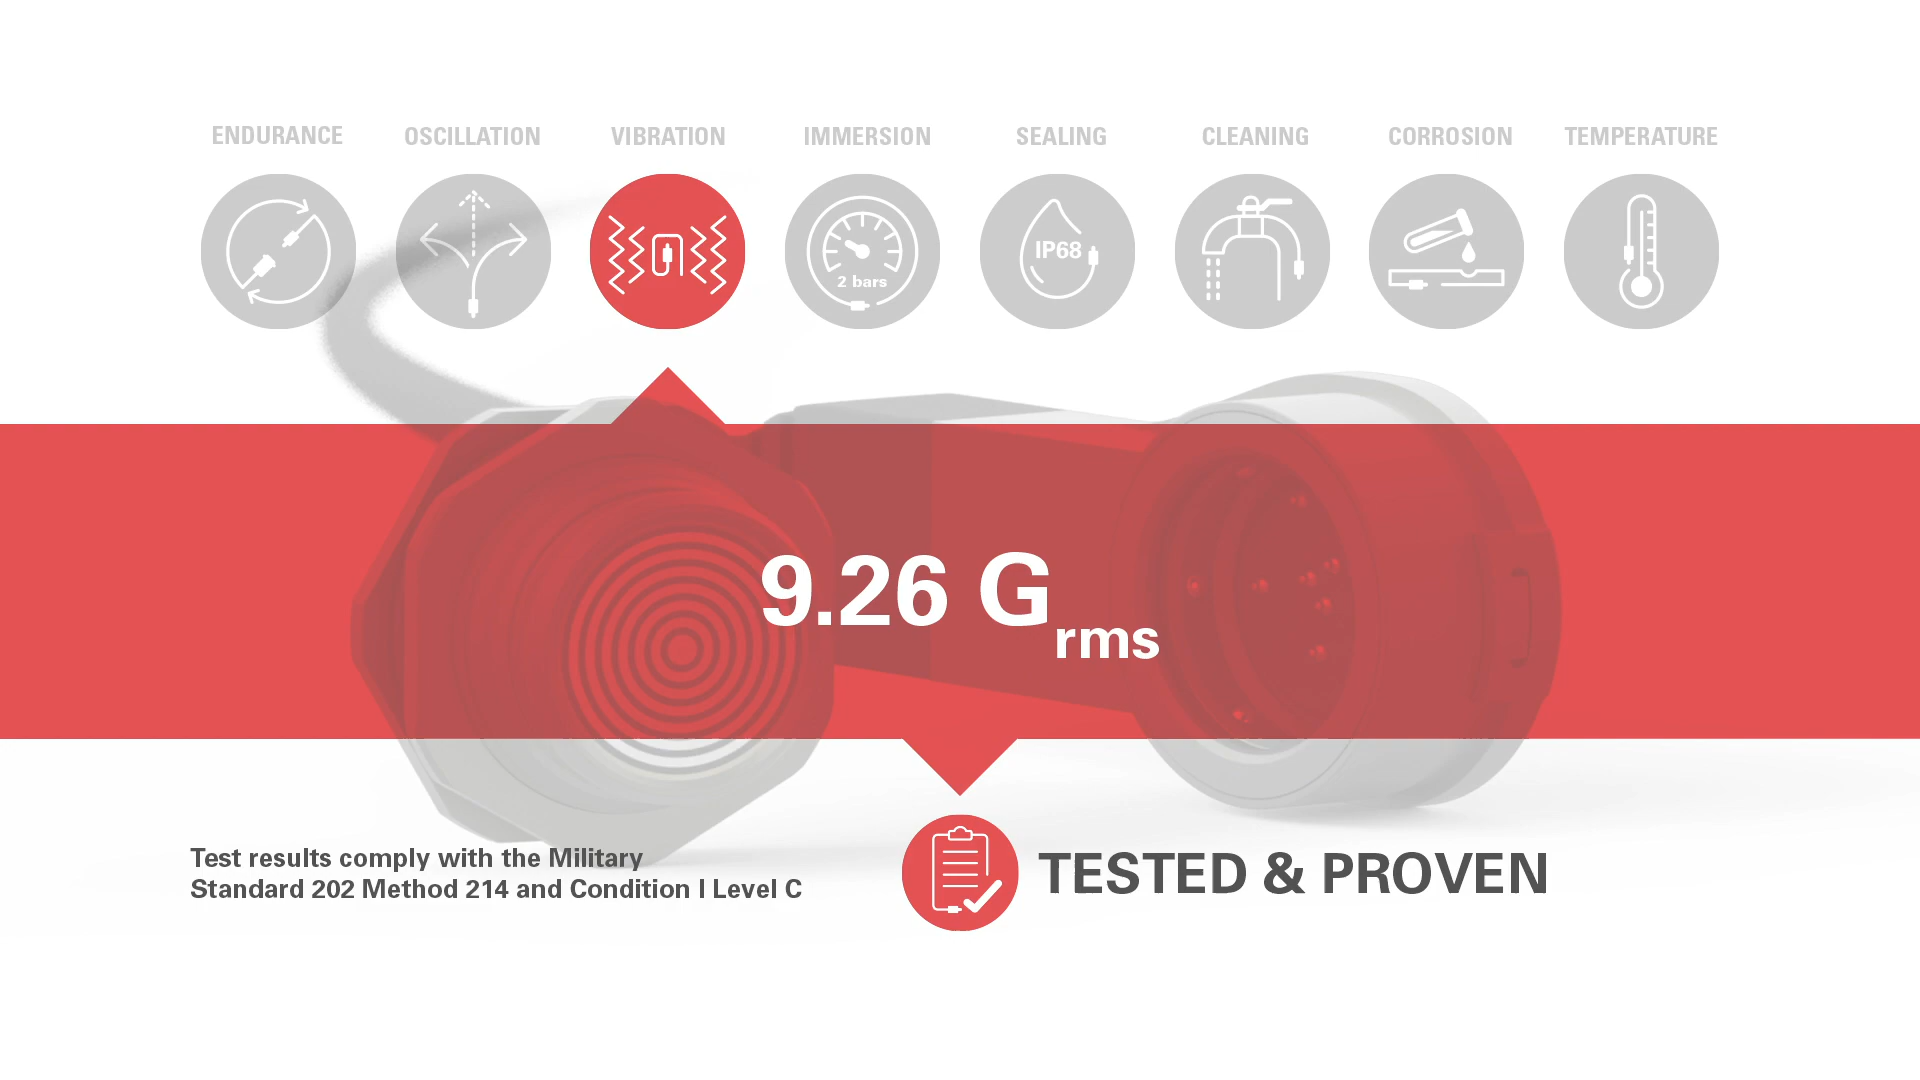 ENDURANCE
OSCILLATION
VIBRATION
IMMERSION
SEALING
CLEANING
CORROSION
TEMPERATURE
2 bars
IP68
9.26 Grms
Test results comply with the Military
Standard 202 Method 214 and Condition I Level C
TESTED & PROVEN